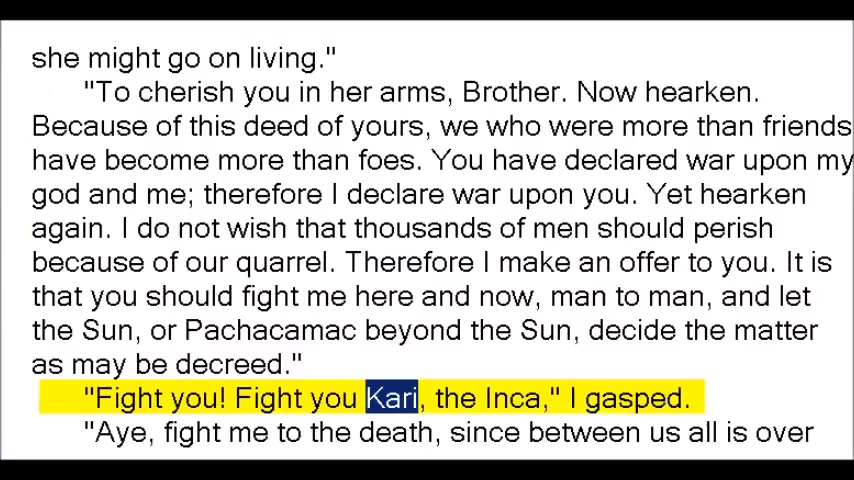 she might go on living."
"To cherish you in her arms, Brother. Now hearken.
Because of this deed of yours, we who were more than friends
have become more than foes. You have declared war upon my
god and me; therefore I declare war upon you. Yet hearken
again. I do not wish that thousands of men should perish
because of our quarrel. Therefore I make an offer to you. It is
that you should fight me here and now, man to man, and let
the Sun, or Pachacamac beyond the Sun, decide the matter
as may be decreed."
"Fight you! Fight you Kari, the Inca," I gasped.
"Aye, fight me to the death, since between us all is over